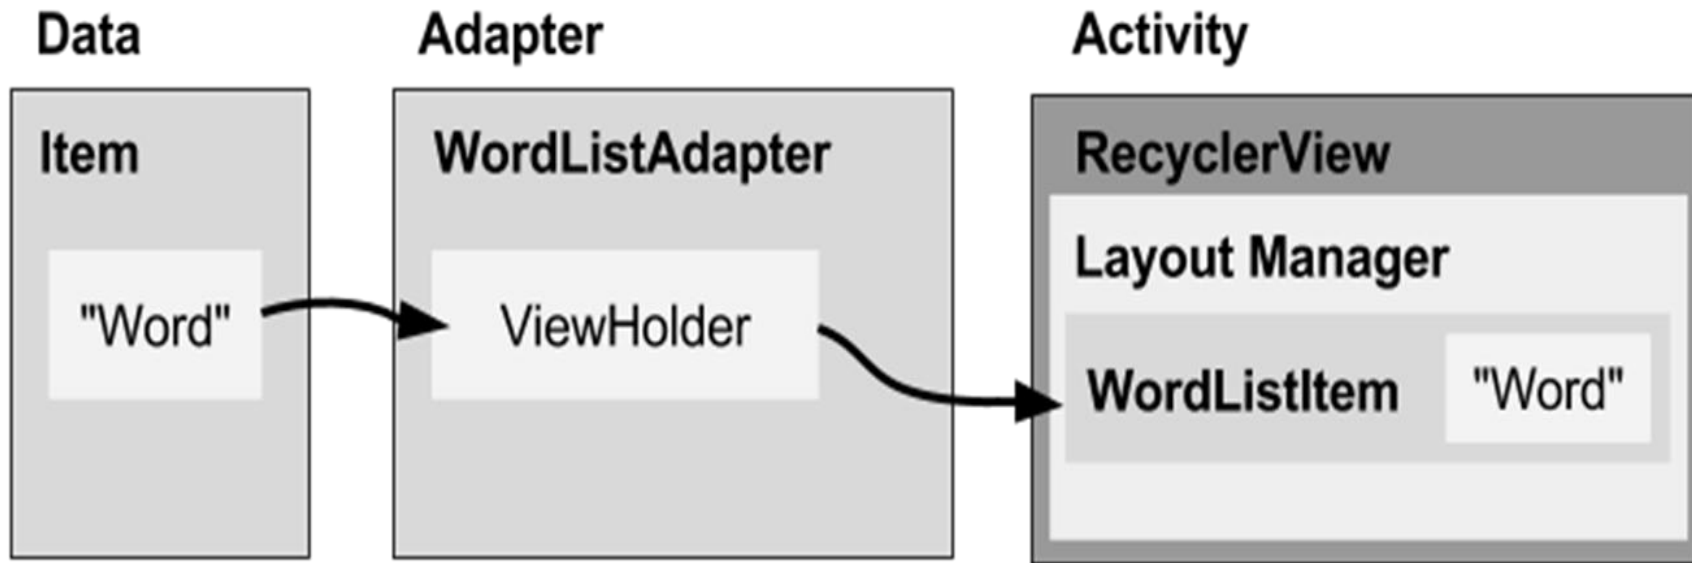 Data
Adapter
Activity
Item
WordListAdapter
RecyclerView
Layout Manager
"Word"
ViewHolder
WordListItem
"Word"